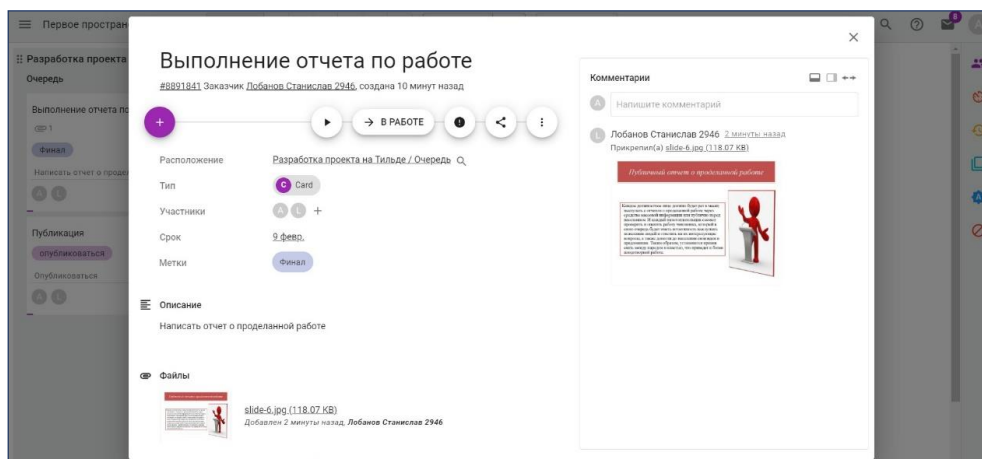 Первое простран
8
A
Разработка проекта
Очередь
Выполнение отчета по
1
Финал
Написать отчет о продел
A L
Публикация
опубликоваться
Опубликоваться
A L
Выполнение отчета по работе
#8891841 Заказчик Лобанов Станислав 2946, создана 10 минут назад
→ В РАБОТЕ
Расположение Разработка проекта на Тильде / Очередь
Тип C Card
Участники A L +
Срок 9 февр.
Метки Финал
Описание
Написать отчет о проделанной работе
Файлы
slide-6.jpg (118.07 KB)
Добавлен 2 минуты назад, Лобанов Станислав 2946
Комментарии
A Напишите комментарий
L Лобанов Станислав 2946 2 минуты назад
Прикрепил(а) slide-6.jpg (118.07 KB)
Публичный отчет о проделанной работе